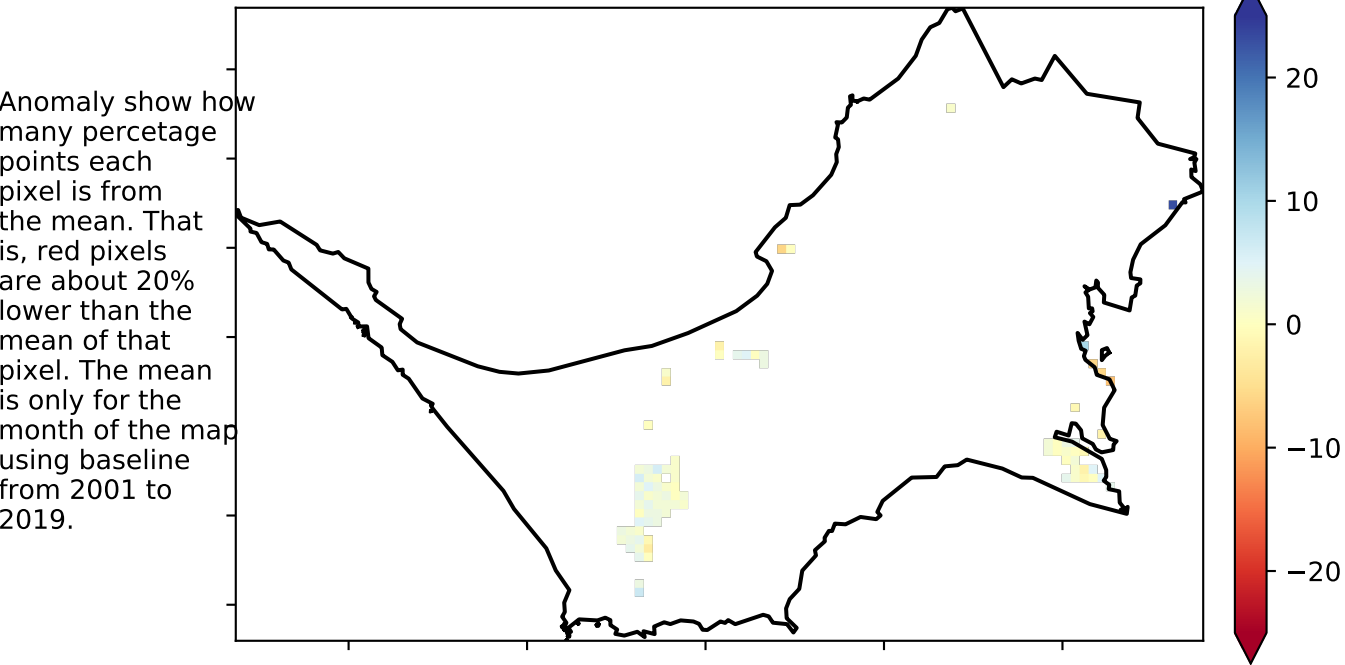 Anomaly show how
many percetage
points each
pixel is from
the mean. That
is, red pixels
are about 20%
lower than the
mean of that
pixel. The mean
is only for the
month of the map
using baseline
from 2001 to
2019.
20
10
0
−10
−20